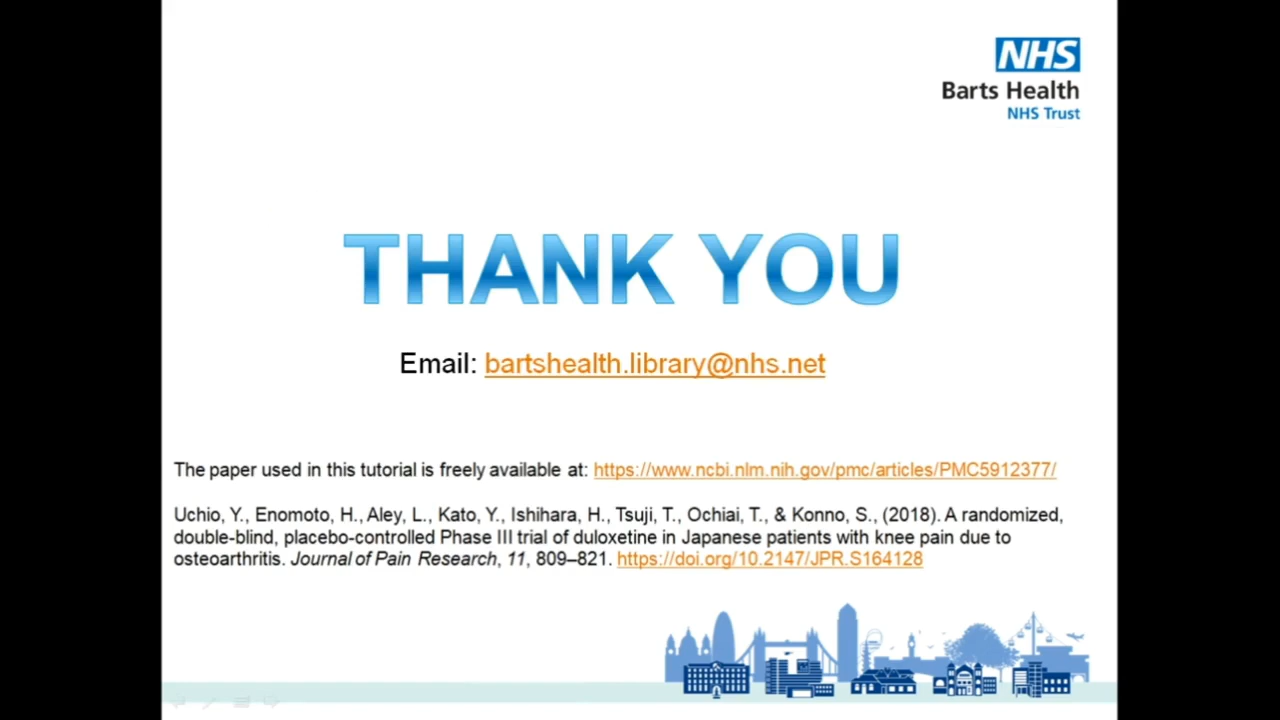 NHS
Barts Health
NHS Trust
THANK YOU
Email: bartshealth.library@nhs.net
The paper used in this tutorial is freely available at: https://www.ncbi.nlm.nih.gov/pmc/articles/PMC5912377/
Uchio, Y., Enomoto, H., Aley, L., Kato, Y., Ishihara, H., Tsuji, T., Ochiai, T., & Konno, S., (2018). A randomized,
double-blind, placebo-controlled Phase III trial of duloxetine in Japanese patients with knee pain due to
osteoarthritis. Journal of Pain Research, 11, 809–821. https://doi.org/10.2147/JPR.S164128